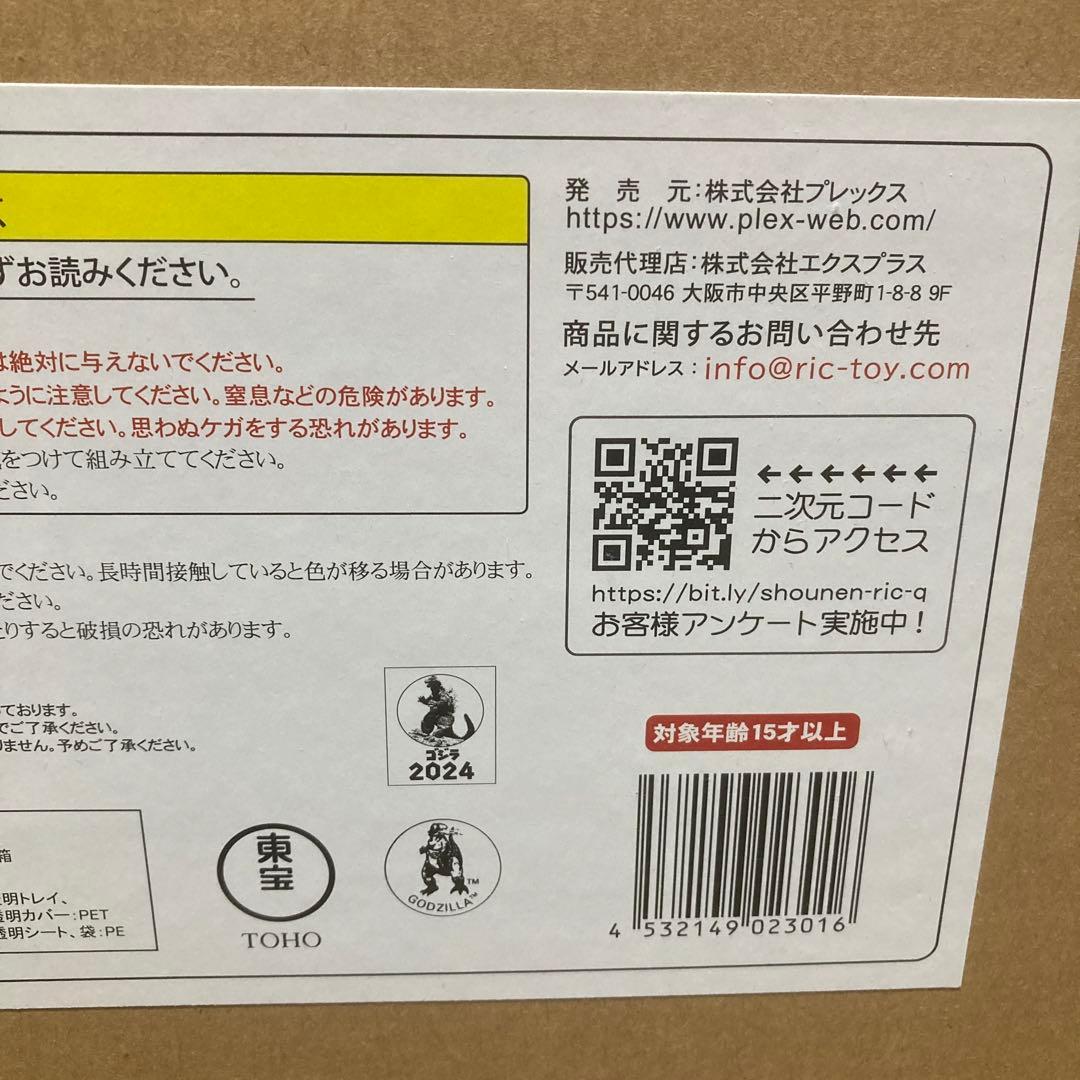 発売元:株式会社プレックス
https://www.plex-web.com/
販売代理店:株式会社エクスプラス
〒541-0046 大阪市中央区平野町1-8-8 9F
商品に関するお問い合わせ先
メールアドレス:info@ric-toy.com
ずお読みください。
は絶対に与えないでください。
ように注意してください。窒息などの危険があります。
してください。思わぬケガをする恐れがあります。
をつけて組み立ててください。
ださい。
←←←←←←
二次元コード
からアクセス
https://bit.ly/shounen-ric-q
お客様アンケート実施中!
でください。長時間接触していると色が移る場合があります。
ださい。
たりすると破損の恐れがあります。
ております。
でご了承ください。
りません。予めご了承ください。
ゴジラ
2024
対象年齢15才以上
箱
明トレイ、
透明カバー:PET
透明シート、袋:PE
東宝
TOHO
GODZILLA™
TM
4 532149 023016